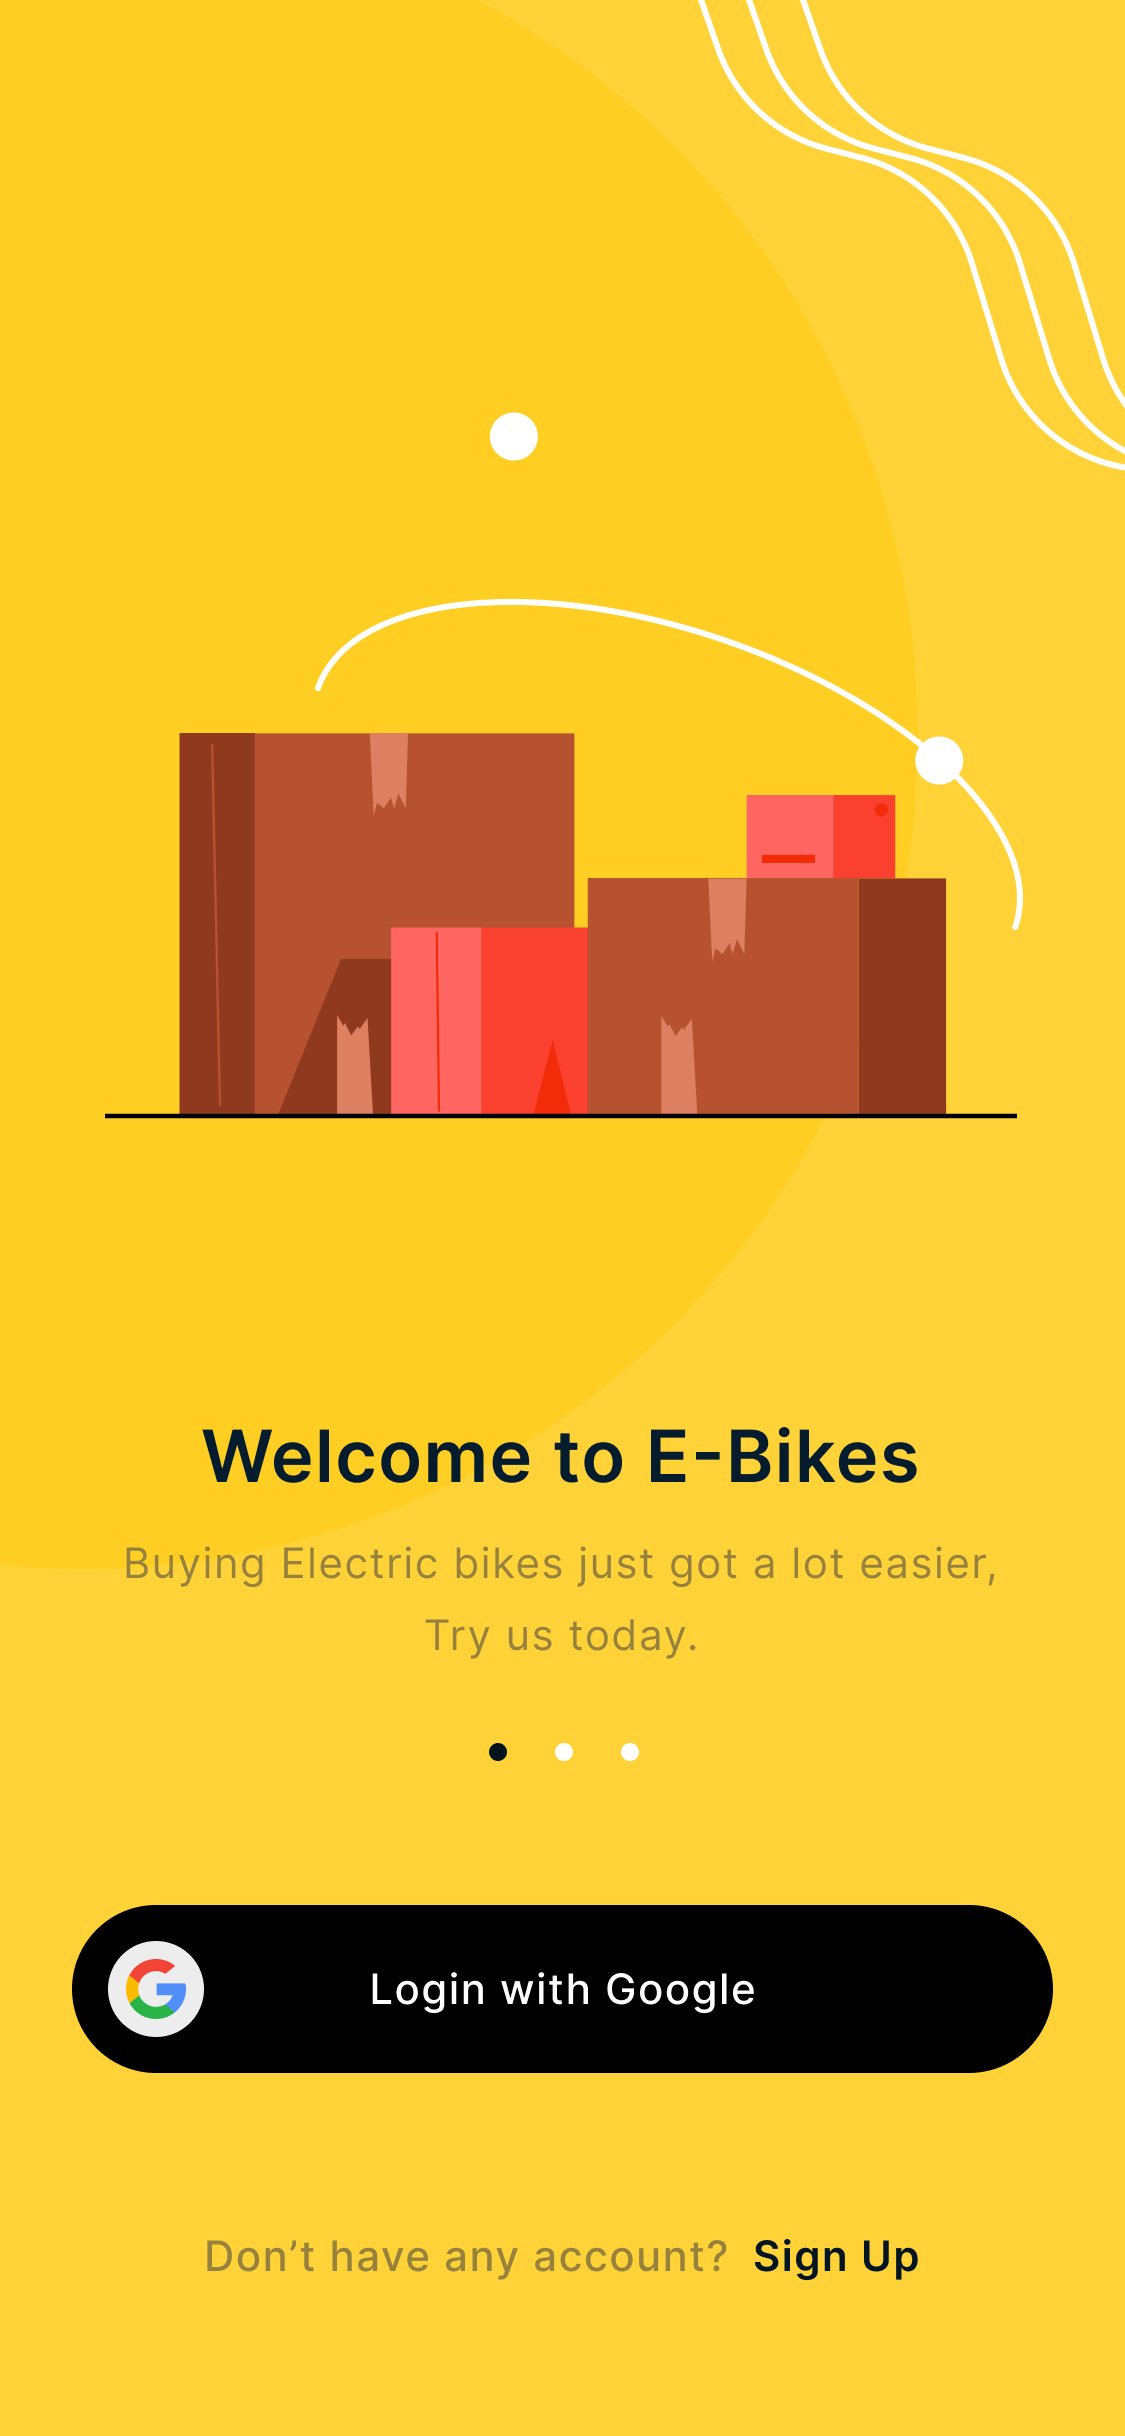 Welcome to E-Bikes
Buying Electric bikes just got a lot easier,
Try us today.
Login with Google
Don’t have any account? Sign Up